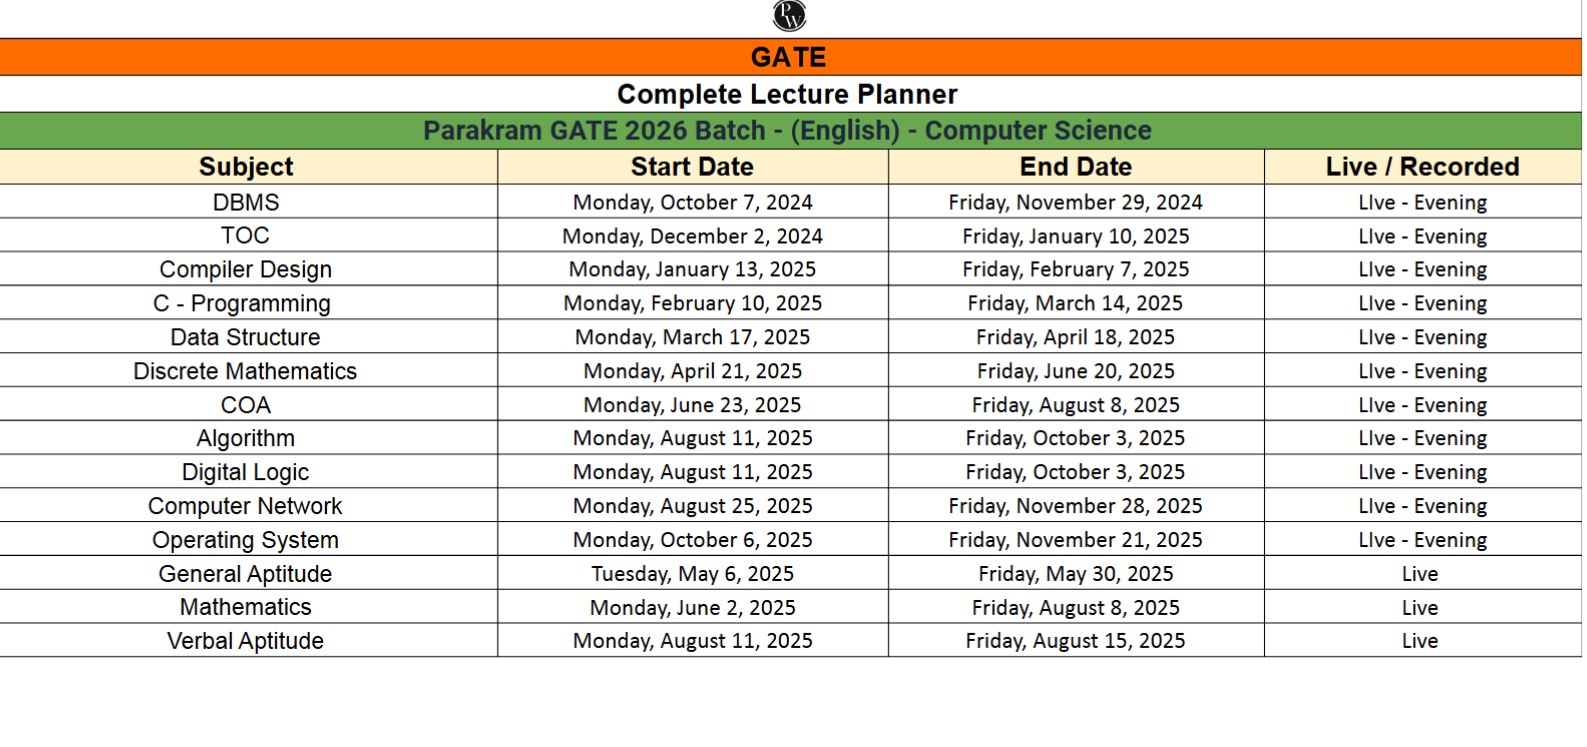 PW
GATE
Complete Lecture Planner
Parakram GATE 2026 Batch - (English) - Computer Science
Subject Start Date End Date Live / Recorded
DBMS Monday, October 7, 2024 Friday, November 29, 2024 LIve - Evening
TOC Monday, December 2, 2024 Friday, January 10, 2025 LIve - Evening
Compiler Design Monday, January 13, 2025 Friday, February 7, 2025 LIve - Evening
C - Programming Monday, February 10, 2025 Friday, March 14, 2025 LIve - Evening
Data Structure Monday, March 17, 2025 Friday, April 18, 2025 LIve - Evening
Discrete Mathematics Monday, April 21, 2025 Friday, June 20, 2025 LIve - Evening
COA Monday, June 23, 2025 Friday, August 8, 2025 LIve - Evening
Algorithm Monday, August 11, 2025 Friday, October 3, 2025 LIve - Evening
Digital Logic Monday, August 11, 2025 Friday, October 3, 2025 LIve - Evening
Computer Network Monday, August 25, 2025 Friday, November 28, 2025 LIve - Evening
Operating System Monday, October 6, 2025 Friday, November 21, 2025 LIve - Evening
General Aptitude Tuesday, May 6, 2025 Friday, May 30, 2025 Live
Mathematics Monday, June 2, 2025 Friday, August 8, 2025 Live
Verbal Aptitude Monday, August 11, 2025 Friday, August 15, 2025 Live